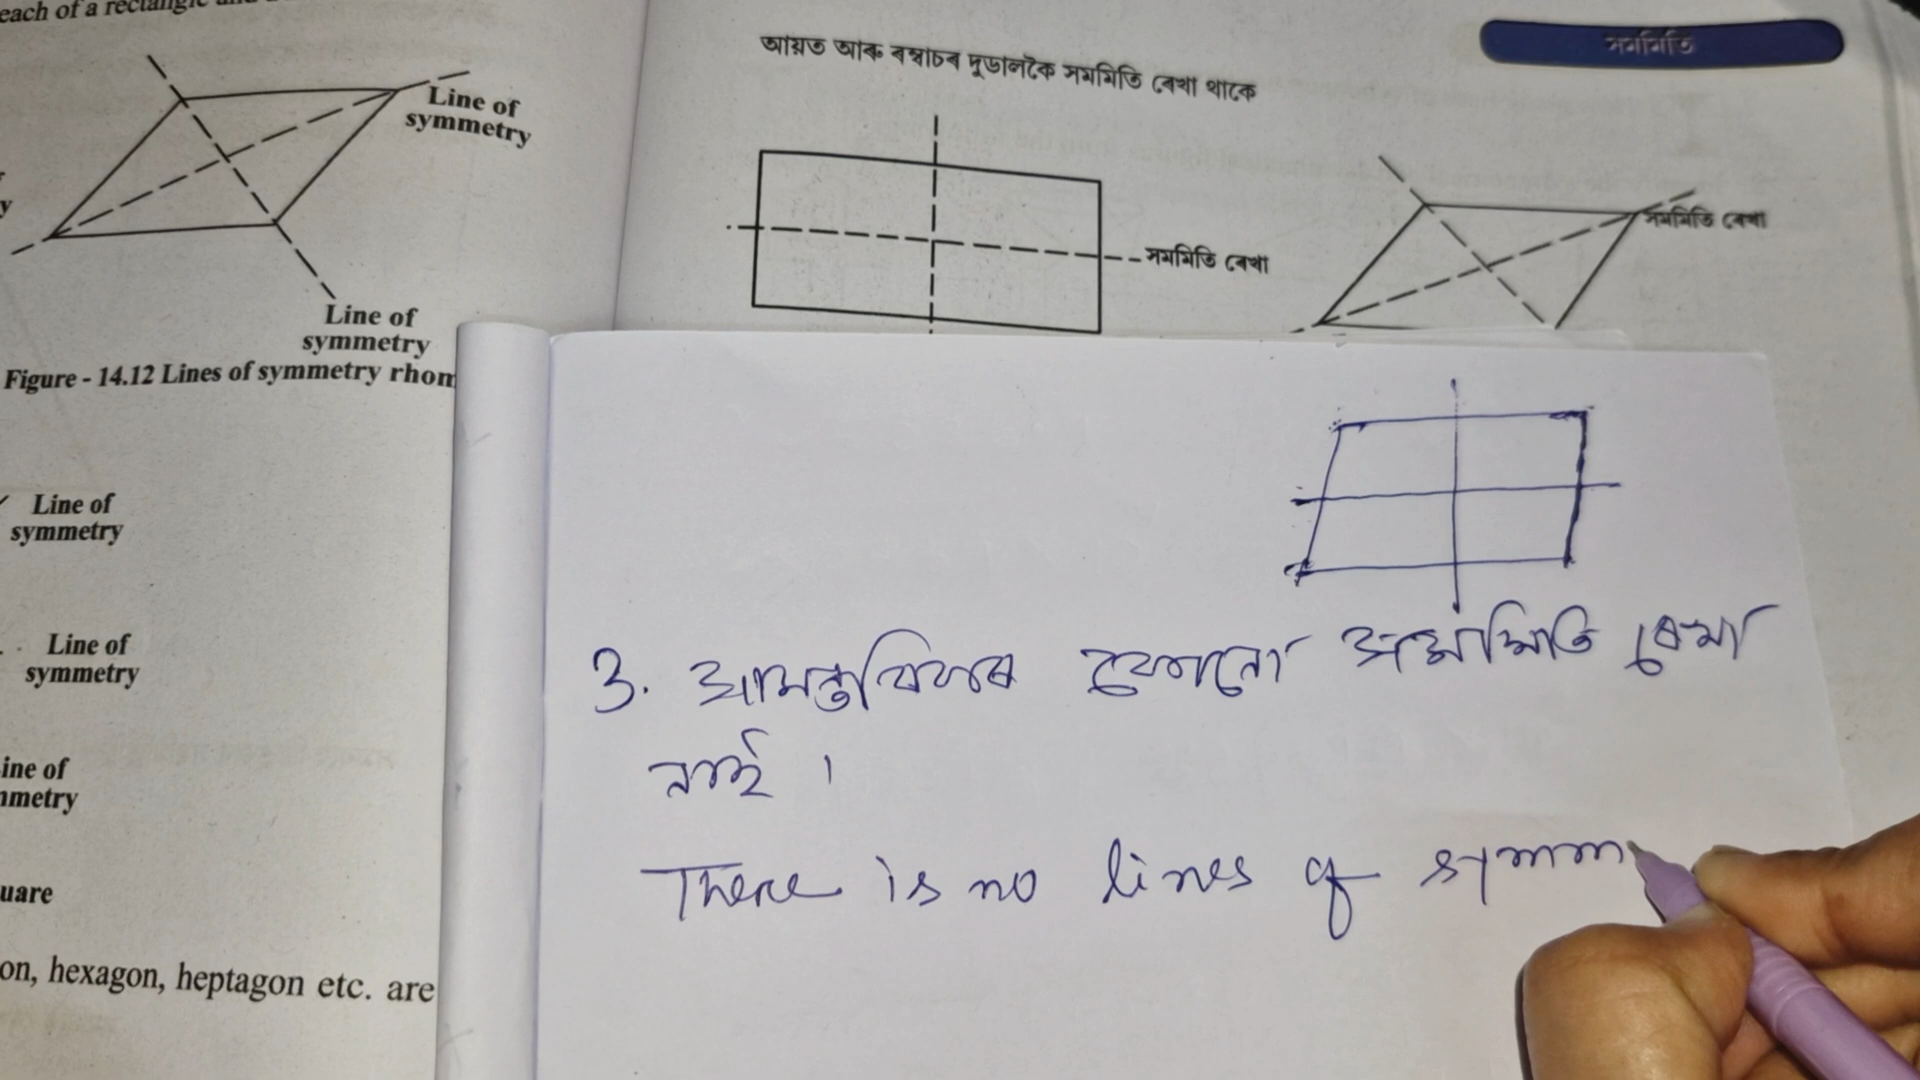 each of a rectangle
Line of
symmetry
Line of
symmetry
Figure - 14.12 Lines of symmetry rhom
Line of
symmetry
Line of
symmetry
ine of
mmetry
uare
on, hexagon, heptagon etc. are
সমমিতি
আয়ত আৰু ৰম্বাচৰ দুডালকৈ সমমিতি ৰেখা থাকে
সমমিতি ৰেখা
সমমিতি ৰেখা
3. সামন্তৰিকৰ কোনো সমমিতি ৰেখা
নাই ।
There is no lines of symm